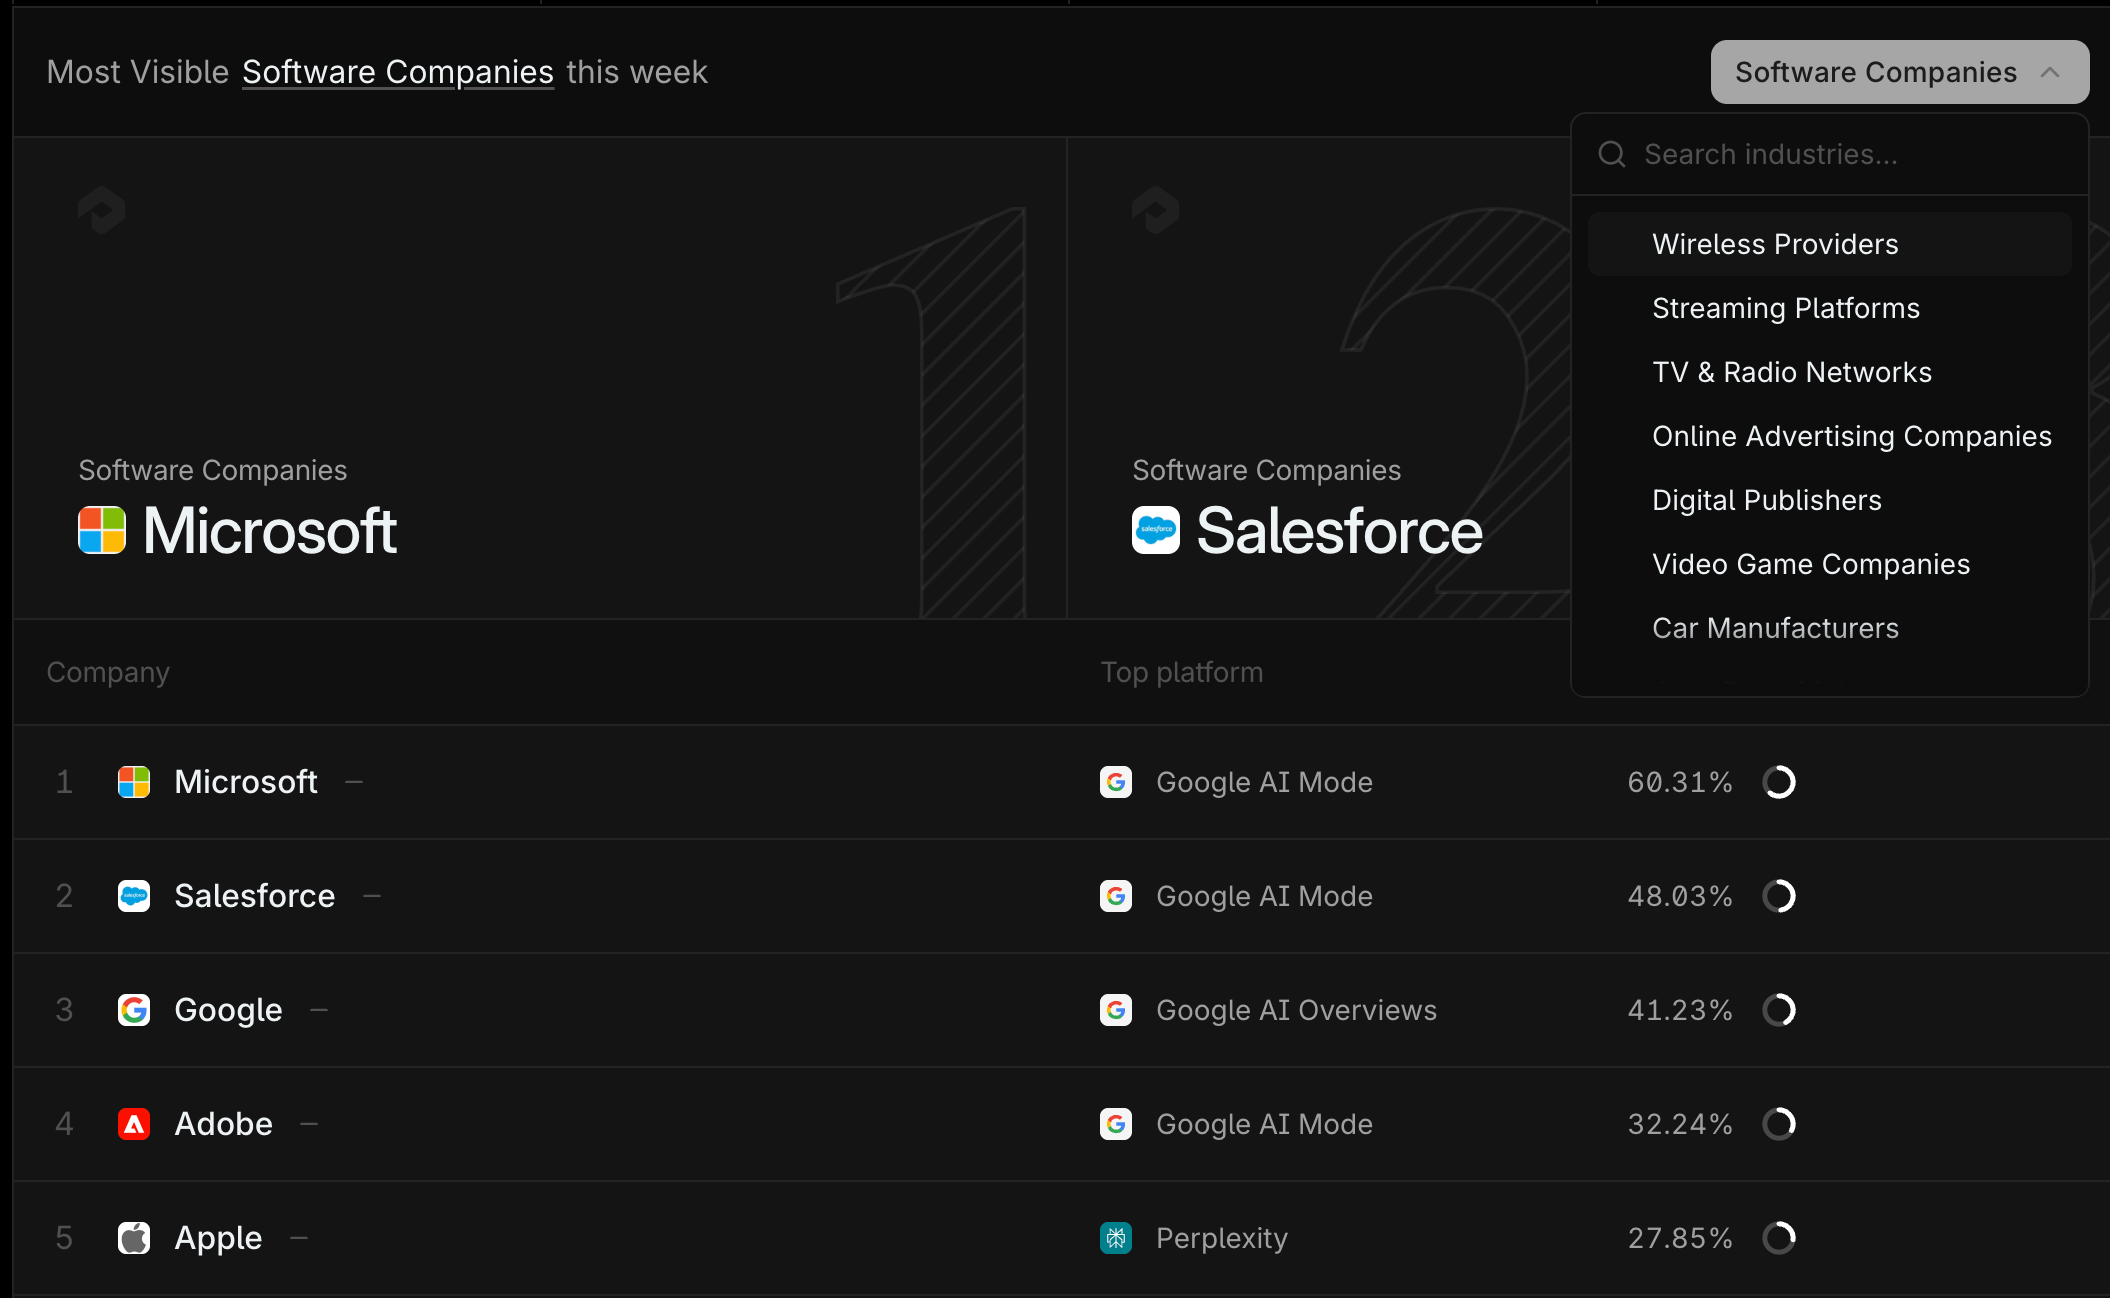 Most Visible Software Companies this week
Software Companies
Search industries...
Wireless Providers
Streaming Platforms
TV & Radio Networks
Online Advertising Companies
Digital Publishers
Video Game Companies
Car Manufacturers
1
Software Companies
Microsoft
2
Software Companies
salesforce
Salesforce
Company
Top platform
1 Microsoft — Google AI Mode 60.31%
2 Salesforce — Google AI Mode 48.03%
3 Google — Google AI Overviews 41.23%
4 Adobe — Google AI Mode 32.24%
5 Apple — Perplexity 27.85%